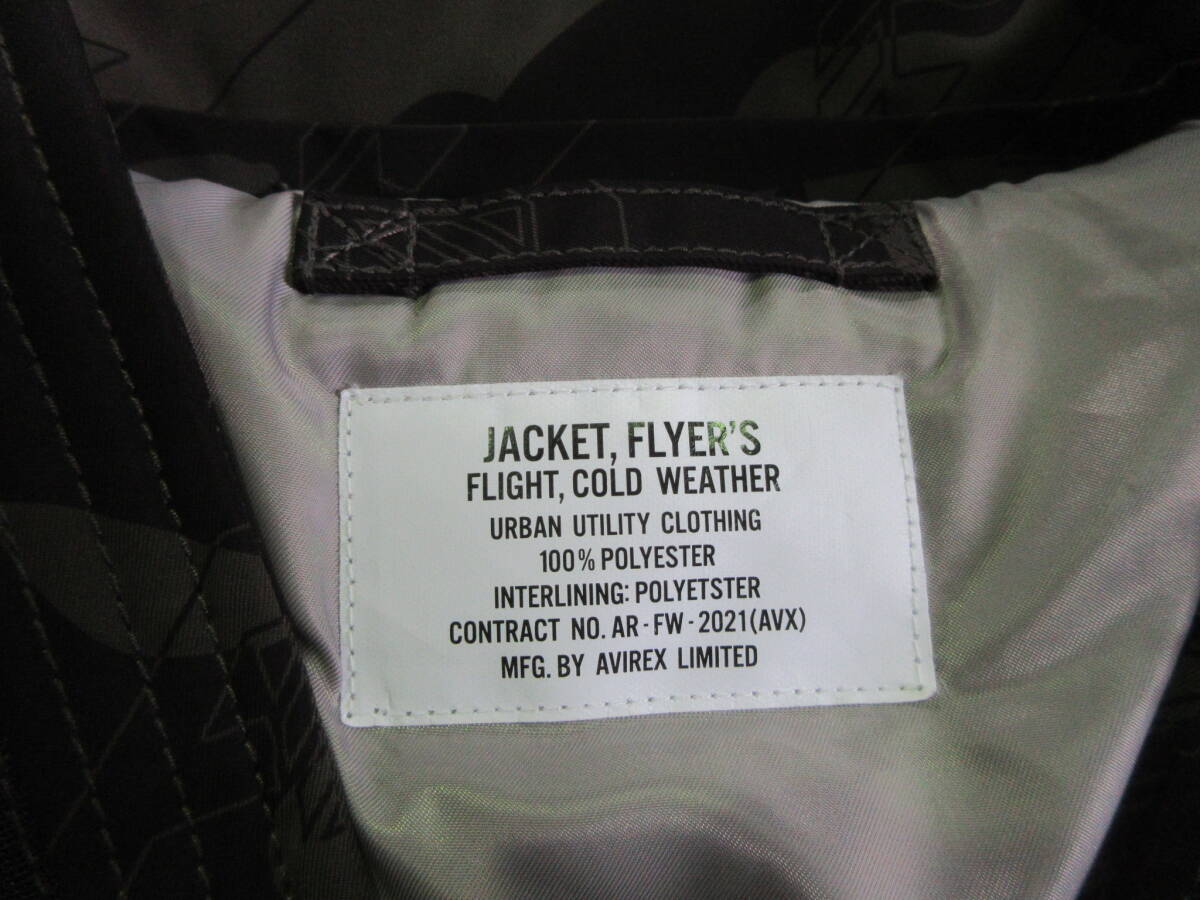 JACKET, FLYER'S
FLIGHT, COLD WEATHER
URBAN UTILITY CLOTHING
100% POLYESTER
INTERLINING: POLYETSTER
CONTRACT NO. AR-FW-2021(AVX)
MFG. BY AVIREX LIMITED